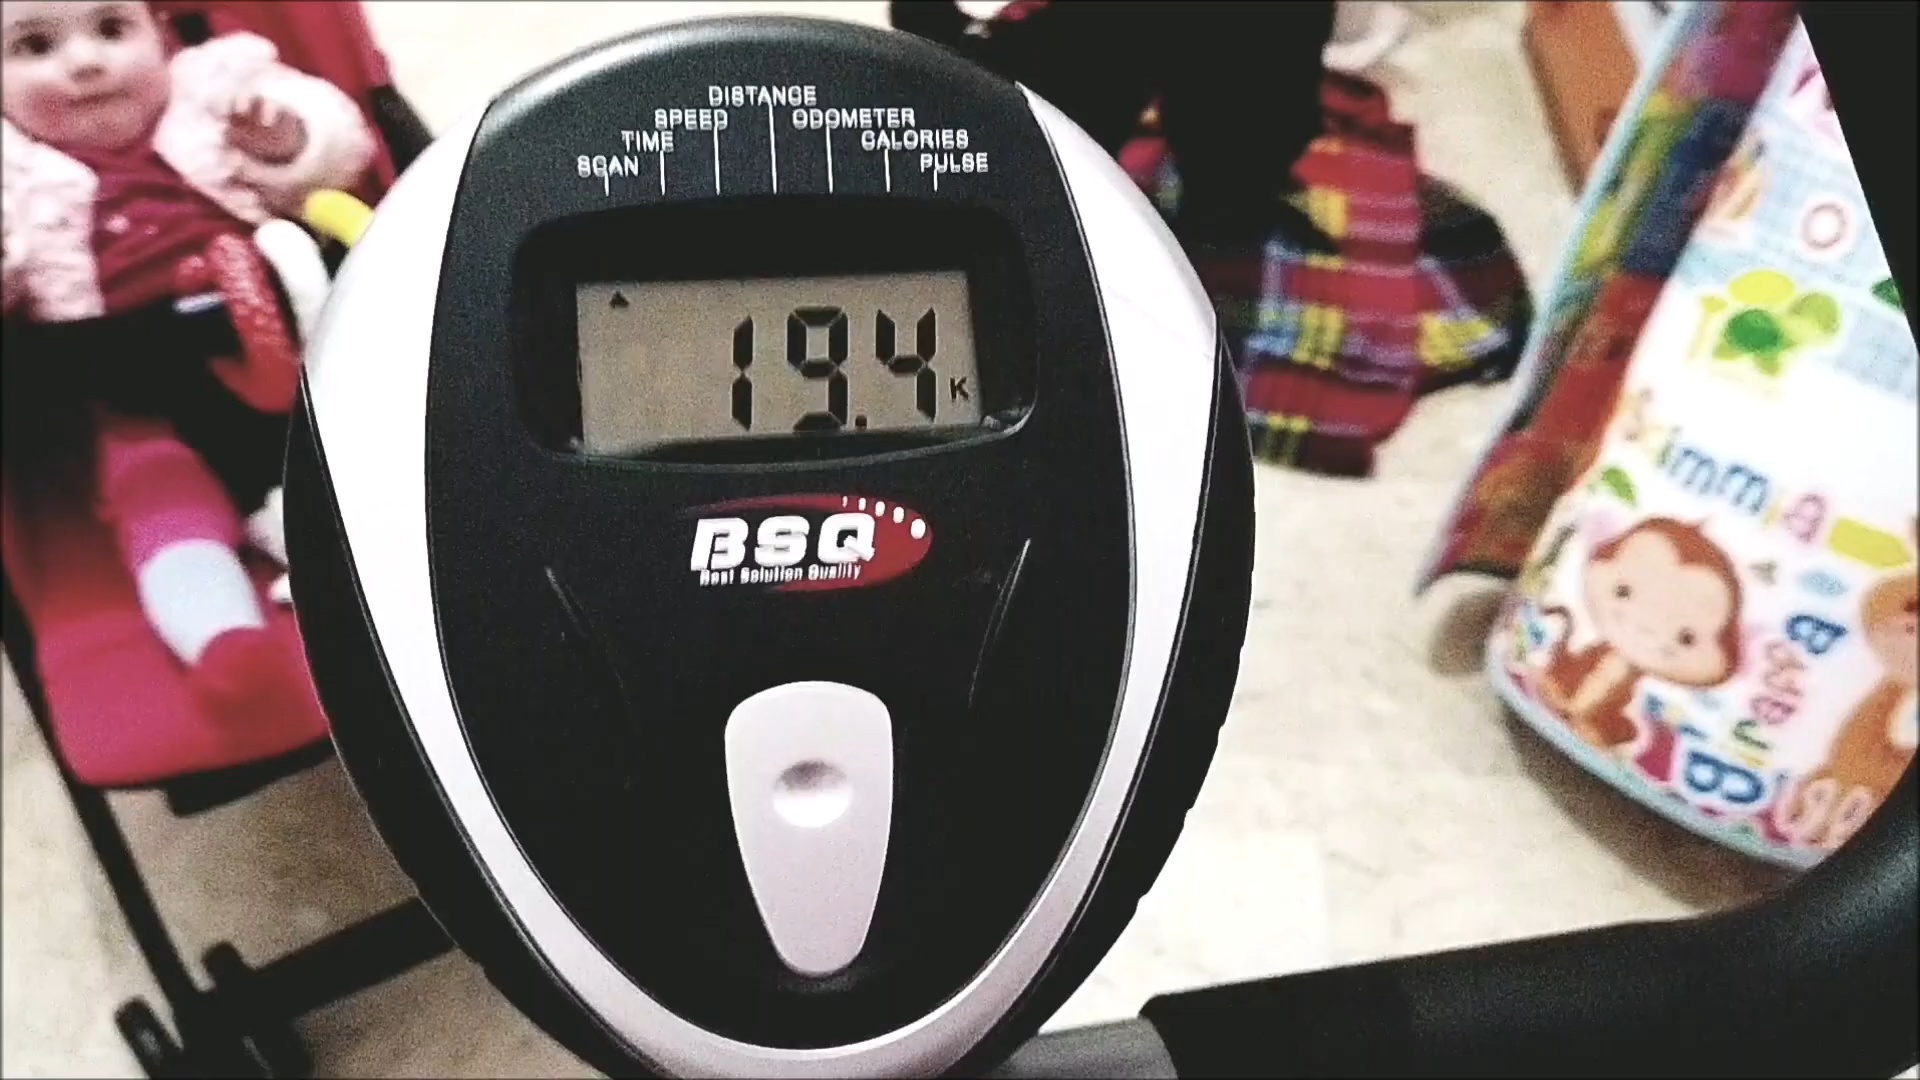 DISTANCE
SPEED ODOMETER
TIME CALORIES
SCAN PULSE
19.4 K
BSQ
Best Solution Quality